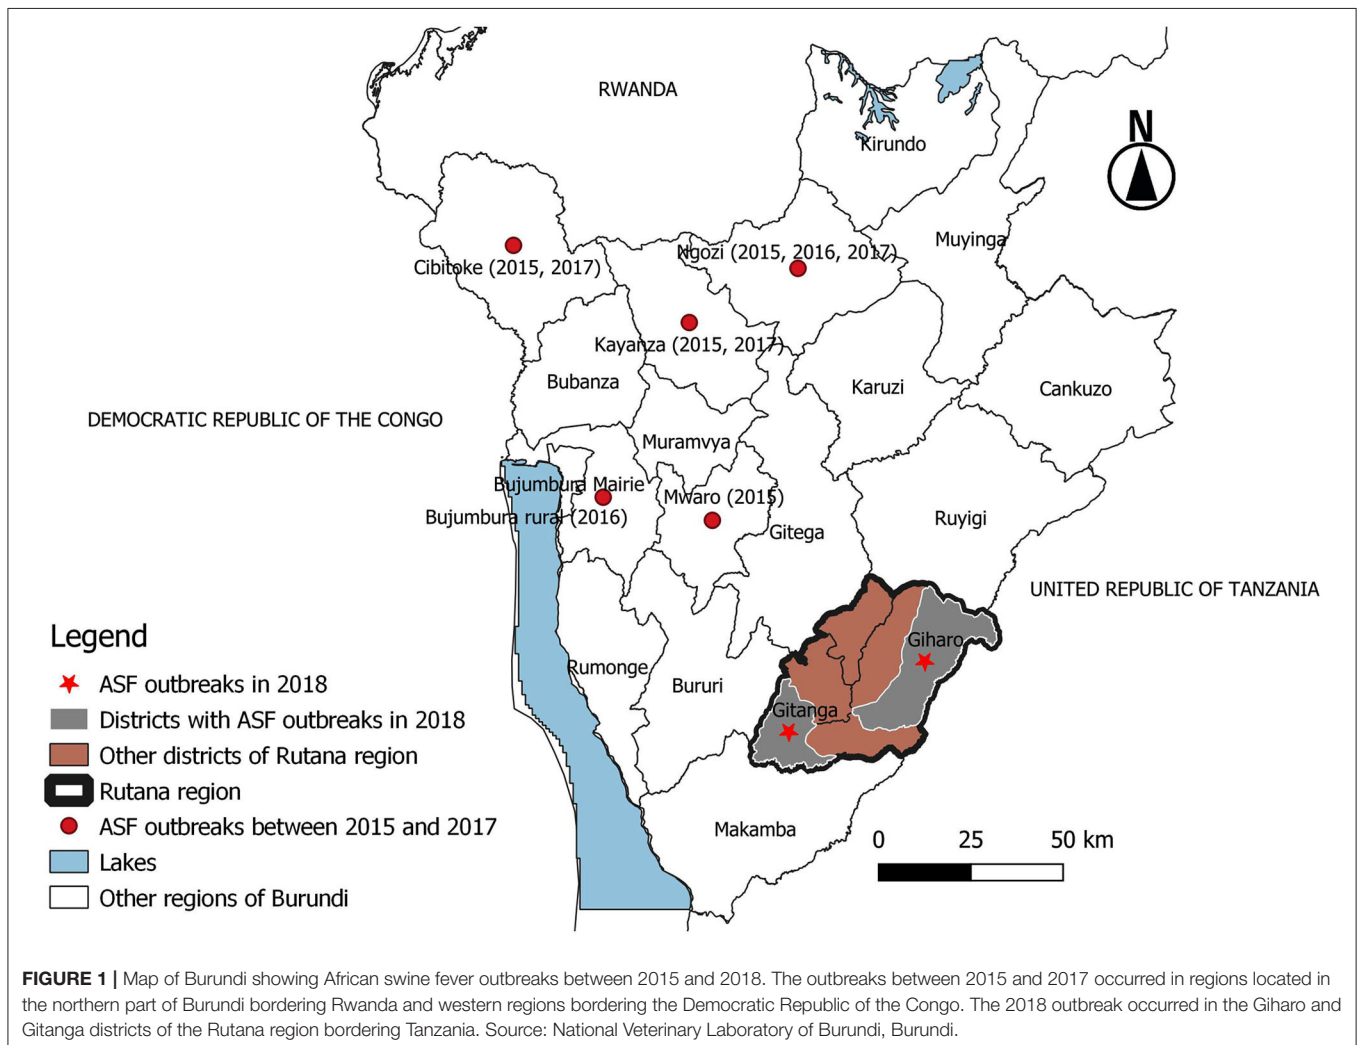 RWANDA
N
Kirundo
Muyinga
Ngozi (2015, 2016, 2017)
Cibitoke (2015, 2017)
Kayanza (2015, 2017)
Bubanza
Karuzi
Cankuzo
DEMOCRATIC REPUBLIC OF THE CONGO
Muramvya
Bujumbura Mairie
Mwaro (2015)
Bujumbura rural (2016)
Ruyigi
Gitega
UNITED REPUBLIC OF TANZANIA
Giharo
Rumonge
Bururi
Gitanga
Makamba
0 25 50 km
Legend
ASF outbreaks in 2018
Districts with ASF outbreaks in 2018
Other districts of Rutana region
Rutana region
ASF outbreaks between 2015 and 2017
Lakes
Other regions of Burundi
FIGURE 1 | Map of Burundi showing African swine fever outbreaks between 2015 and 2018. The outbreaks between 2015 and 2017 occurred in regions located in
the northern part of Burundi bordering Rwanda and western regions bordering the Democratic Republic of the Congo. The 2018 outbreak occurred in the Giharo and
Gitanga districts of the Rutana region bordering Tanzania. Source: National Veterinary Laboratory of Burundi, Burundi.